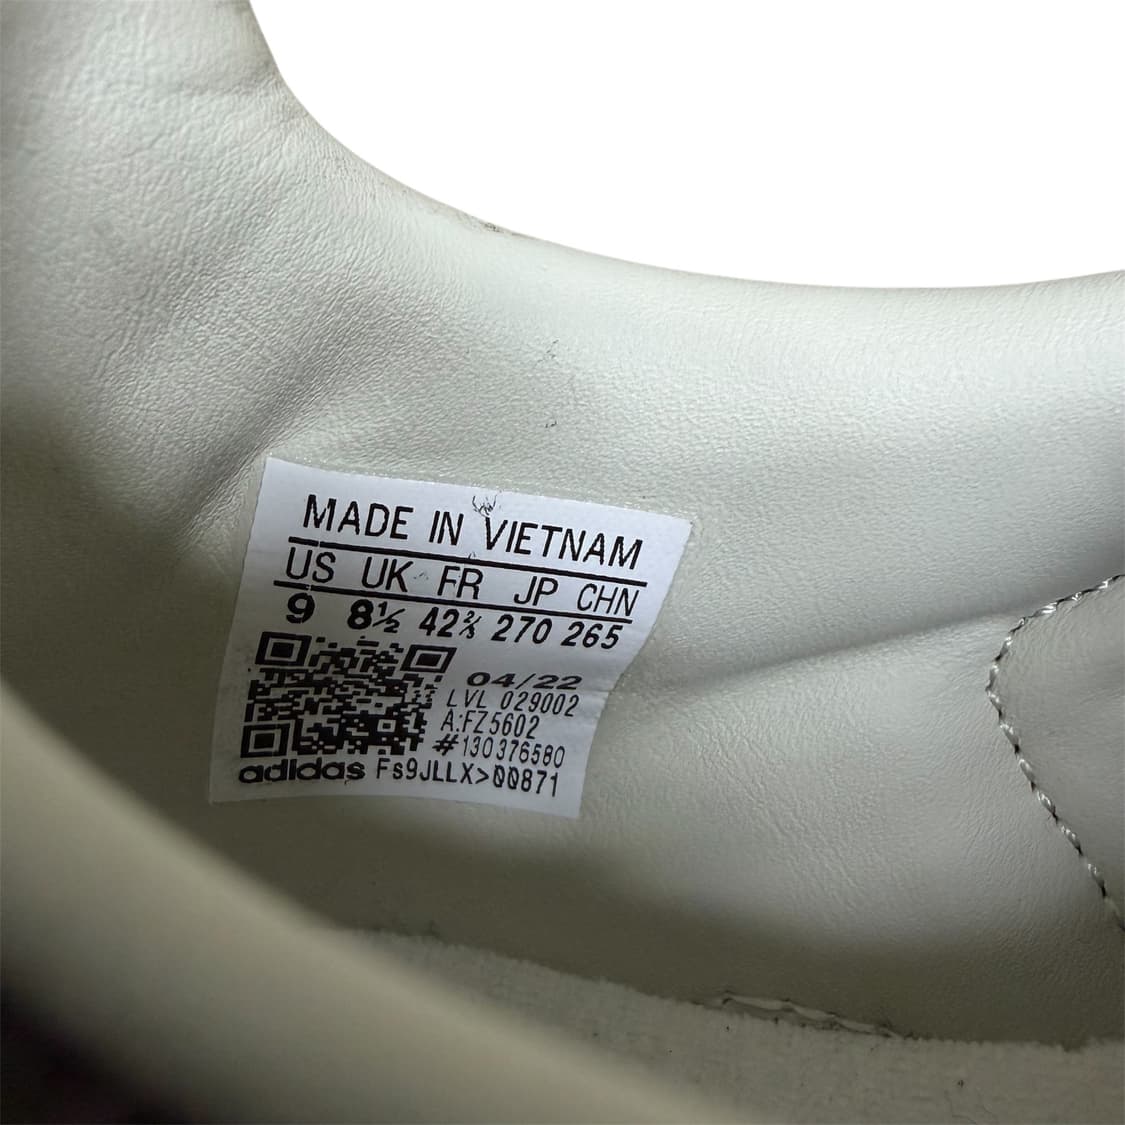 MADE IN VIETNAM
US UK FR JP CHN
9 8½ 42⅔ 270 265
04/22
LVL 029002
A:FZ5602
#130376580
adidas Fs9JLLX>00871